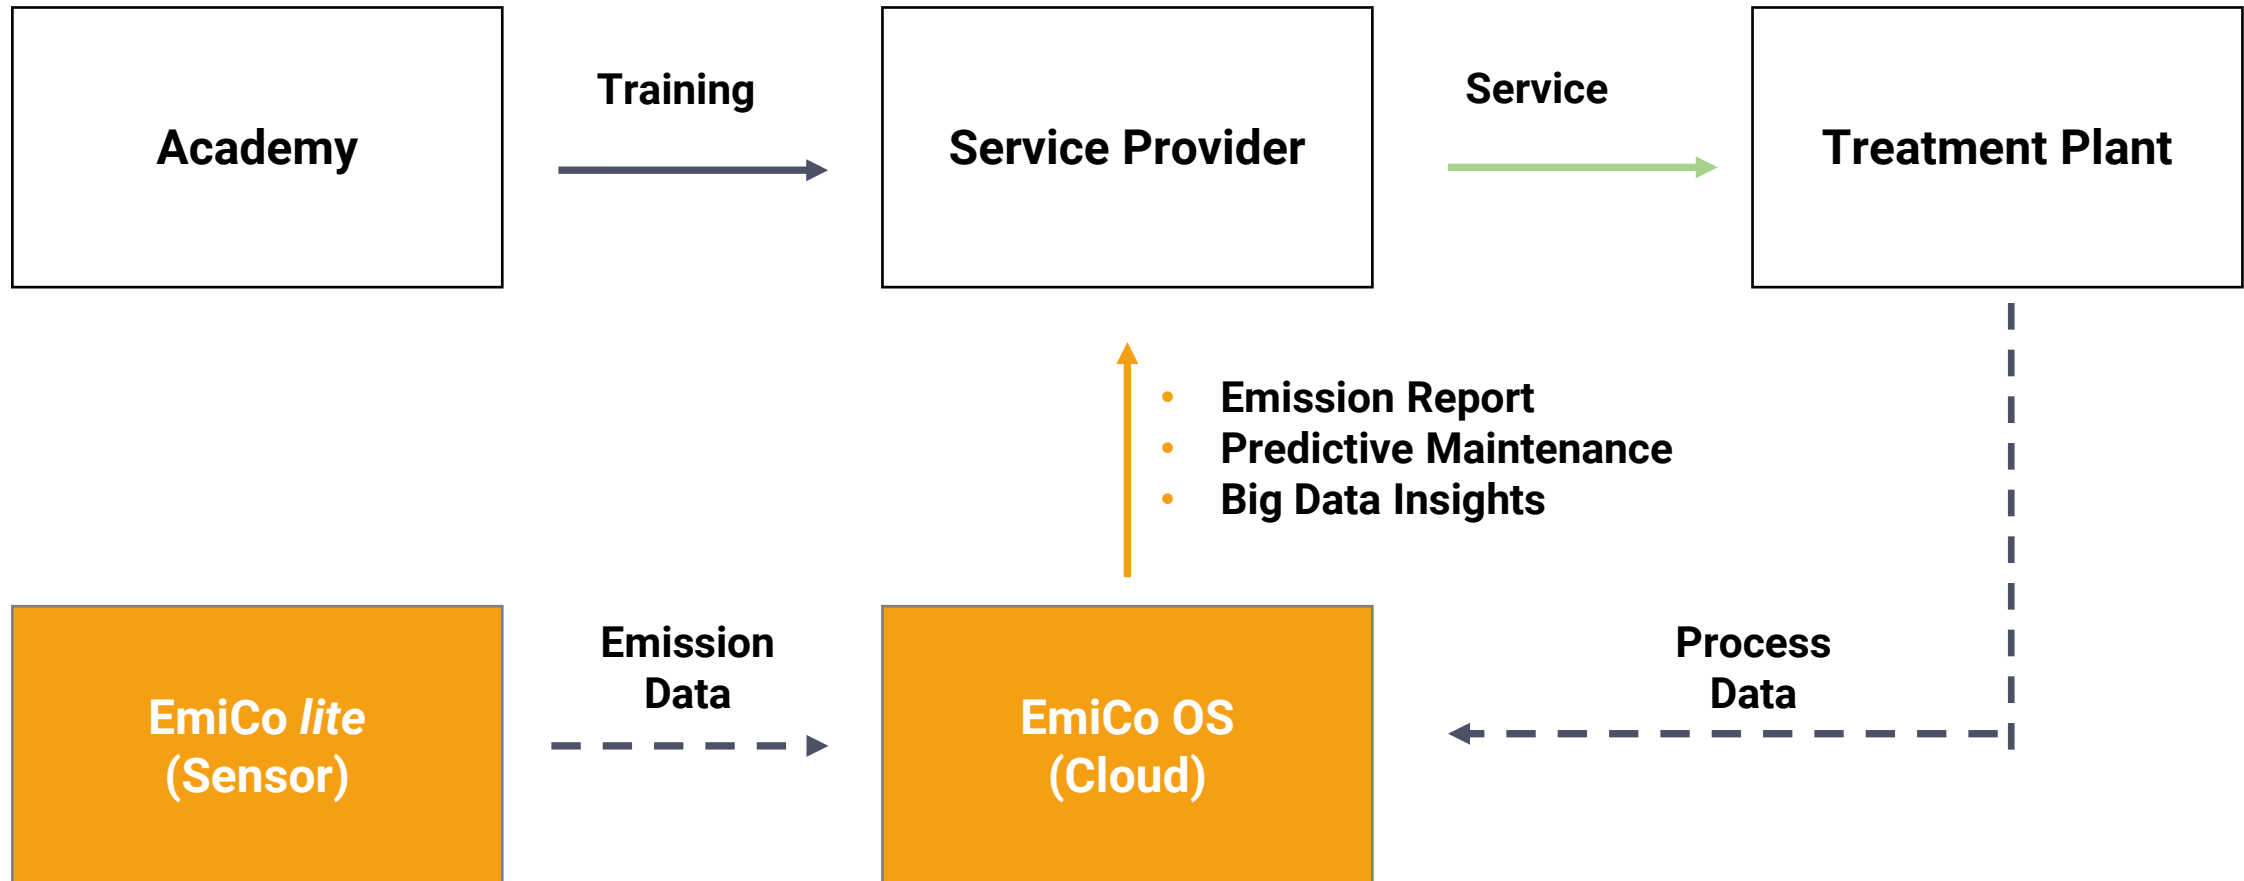 Academy
Training
Service Provider
Service
Treatment Plant
• Emission Report
• Predictive Maintenance
• Big Data Insights
EmiCo lite
(Sensor)
Emission
Data
EmiCo OS
(Cloud)
Process
Data